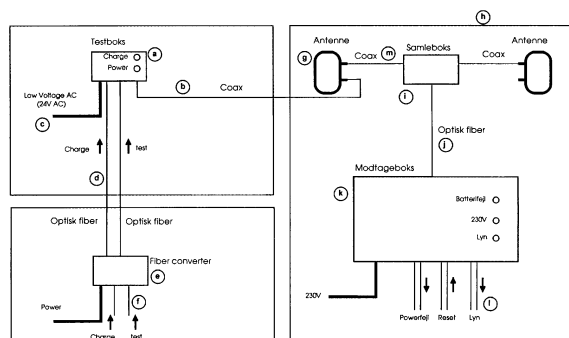 h
Testboks
Charge
Power
a
b
Coax
Low Voltage AC
(24V AC)
c
Charge
test
d
Optisk fiber
Optisk fiber
Fiber converter
e
f
Power
Charge
test
Antenne
g
Coax
m
Samleboks
Coax
Antenne
i
Optisk fiber
j
Modtageboks
k
Batterifejl
230V
Lyn
230V
l
Powerfejl
Reset
Lyn